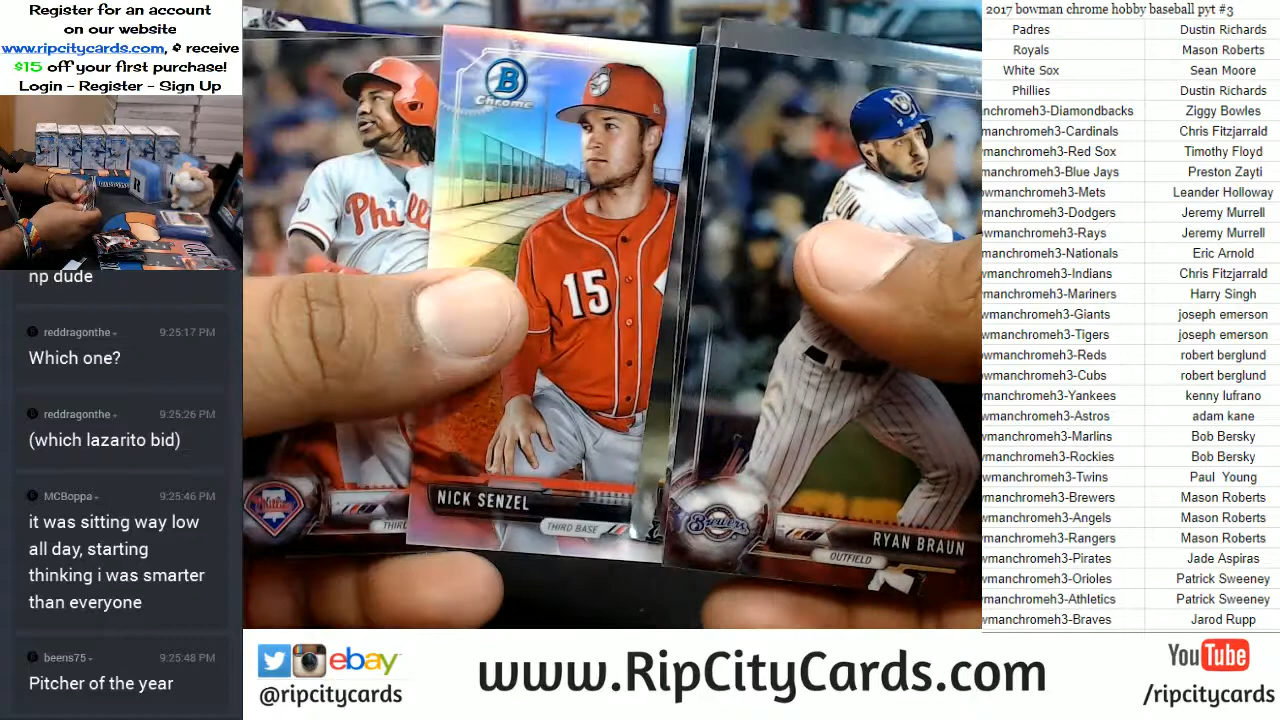 Register for an account
on our website
www.ripcitycards.com, & receive
$15 off your first purchase!
Login - Register - Sign Up
np dude
reddragonthe
9:25:17 PM
Which one?
reddragonthe
9:25:26 PM
(which lazarito bid)
MCBoppa
9:25:46 PM
it was sitting way low
all day, starting
thinking i was smarter
than everyone
beens75
9:25:48 PM
Pitcher of the year
B
Chrome
Phill
15
NICK SENZEL
THIRD BASE
THIRD
Brewers
RYAN BRAUN
OUTFIELD
2017 bowman chrome hobby baseball pyt #3
Padres Dustin Richards
Royals Mason Roberts
White Sox Sean Moore
Phillies Dustin Richards
manchromeh3-Diamondbacks Ziggy Bowles
manchromeh3-Cardinals Chris Fitzjarrald
wmanchromeh3-Red Sox Timothy Floyd
wmanchromeh3-Blue Jays Preston Zayti
owmanchromeh3-Mets Leander Holloway
wmanchromeh3-Dodgers Jeremy Murrell
owmanchromeh3-Rays Jeremy Murrell
manchromeh3-Nationals Eric Arnold
wmanchromeh3-Indians Chris Fitzjarrald
manchromeh3-Mariners Harry Singh
wmanchromeh3-Giants joseph emerson
wmanchromeh3-Tigers joseph emerson
owmanchromeh3-Reds robert berglund
owmanchromeh3-Cubs robert berglund
manchromeh3-Yankees kenny lufrano
wmanchromeh3-Astros adam kane
wmanchromeh3-Marlins Bob Bersky
manchromeh3-Rockies Bob Bersky
wmanchromeh3-Twins Paul Young
wmanchromeh3-Brewers Mason Roberts
wmanchromeh3-Angels Mason Roberts
manchromeh3-Rangers Mason Roberts
wmanchromeh3-Pirates Jade Aspiras
wmanchromeh3-Orioles Patrick Sweeney
manchromeh3-Athletics Patrick Sweeney
wmanchromeh3-Braves Jarod Rupp
ebay
@ripcitycards
www.RipCityCards.com
YouTube
/ripcitycards